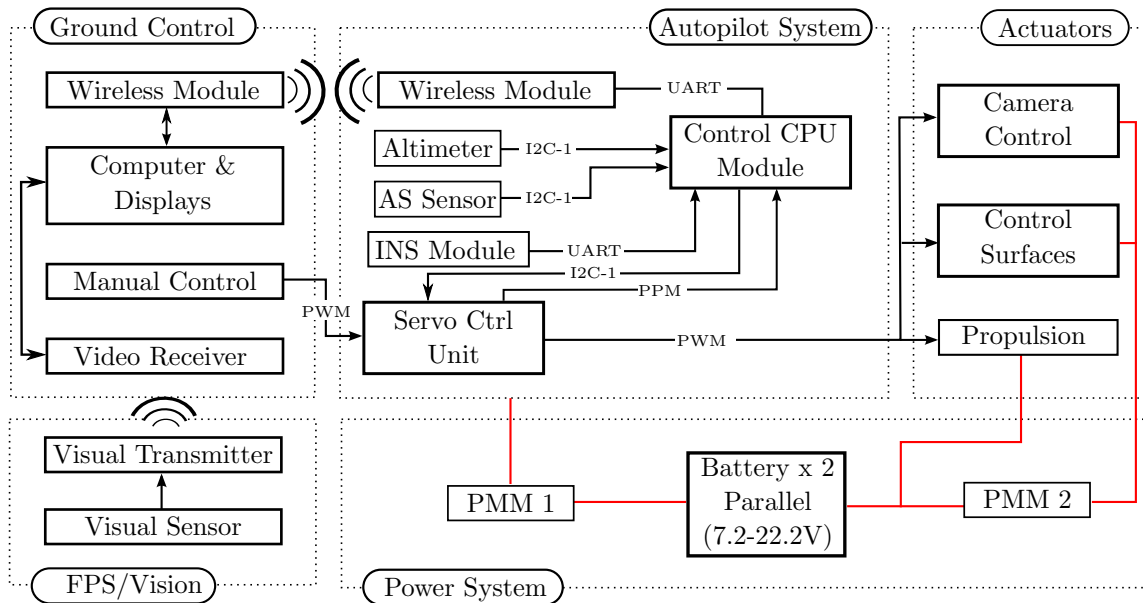 Ground Control
Autopilot System
Actuators
Wireless Module
Wireless Module
UART
Camera
Control
Computer &
Displays
Altimeter
I2C-1
Control CPU
Module
AS Sensor
I2C-1
INS Module
UART
Control
Surfaces
I2C-1
Manual Control
PPM
PWM
Servo Ctrl
Unit
PWM
Propulsion
Video Receiver
Visual Transmitter
Visual Sensor
FPS/Vision
PMM 1
Battery x 2
Parallel
(7.2-22.2V)
PMM 2
Power System